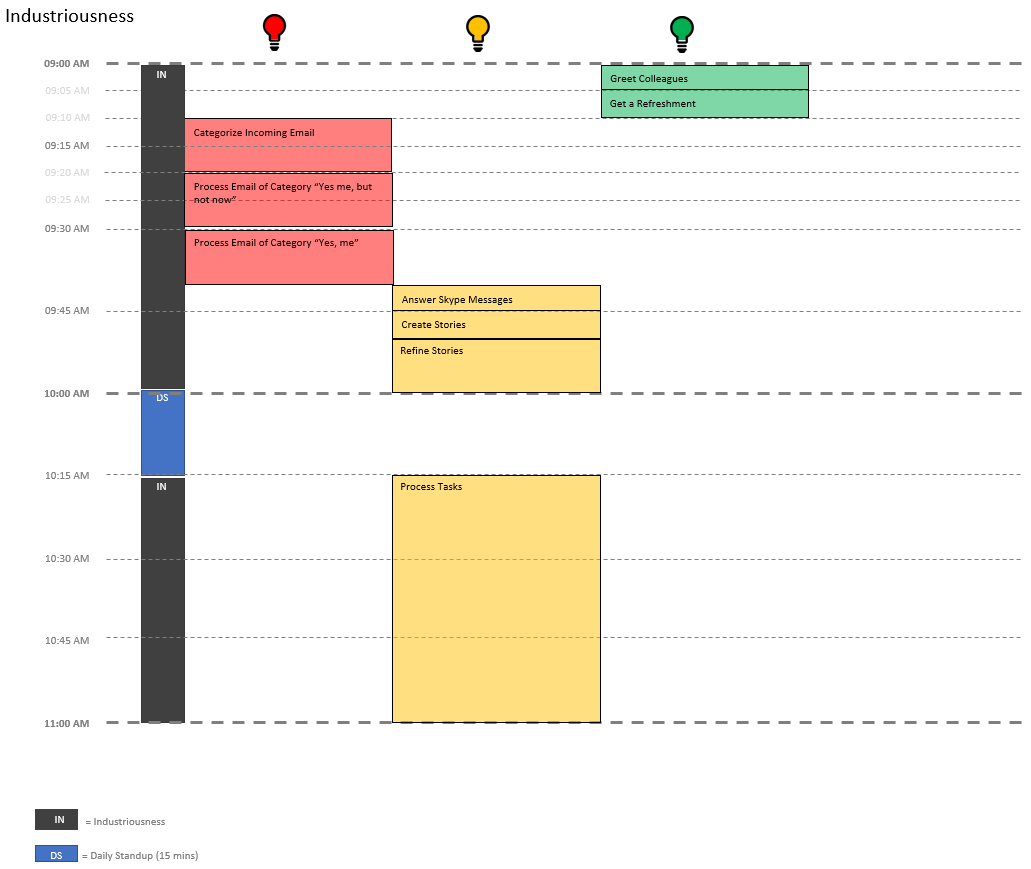 Industriousness
09:00 AM
IN
Greet Colleagues
09:05 AM
Get a Refreshment
09:10 AM
Categorize Incoming Email
09:15 AM
09:20 AM
Process Email of Category “Yes me, but
not now”
09:25 AM
09:30 AM
Process Email of Category “Yes, me”
Answer Skype Messages
09:45 AM
Create Stories
Refine Stories
10:00 AM
DS
10:15 AM
IN
Process Tasks
10:30 AM
10:45 AM
11:00 AM
IN = Industriousness
DS = Daily Standup (15 mins)